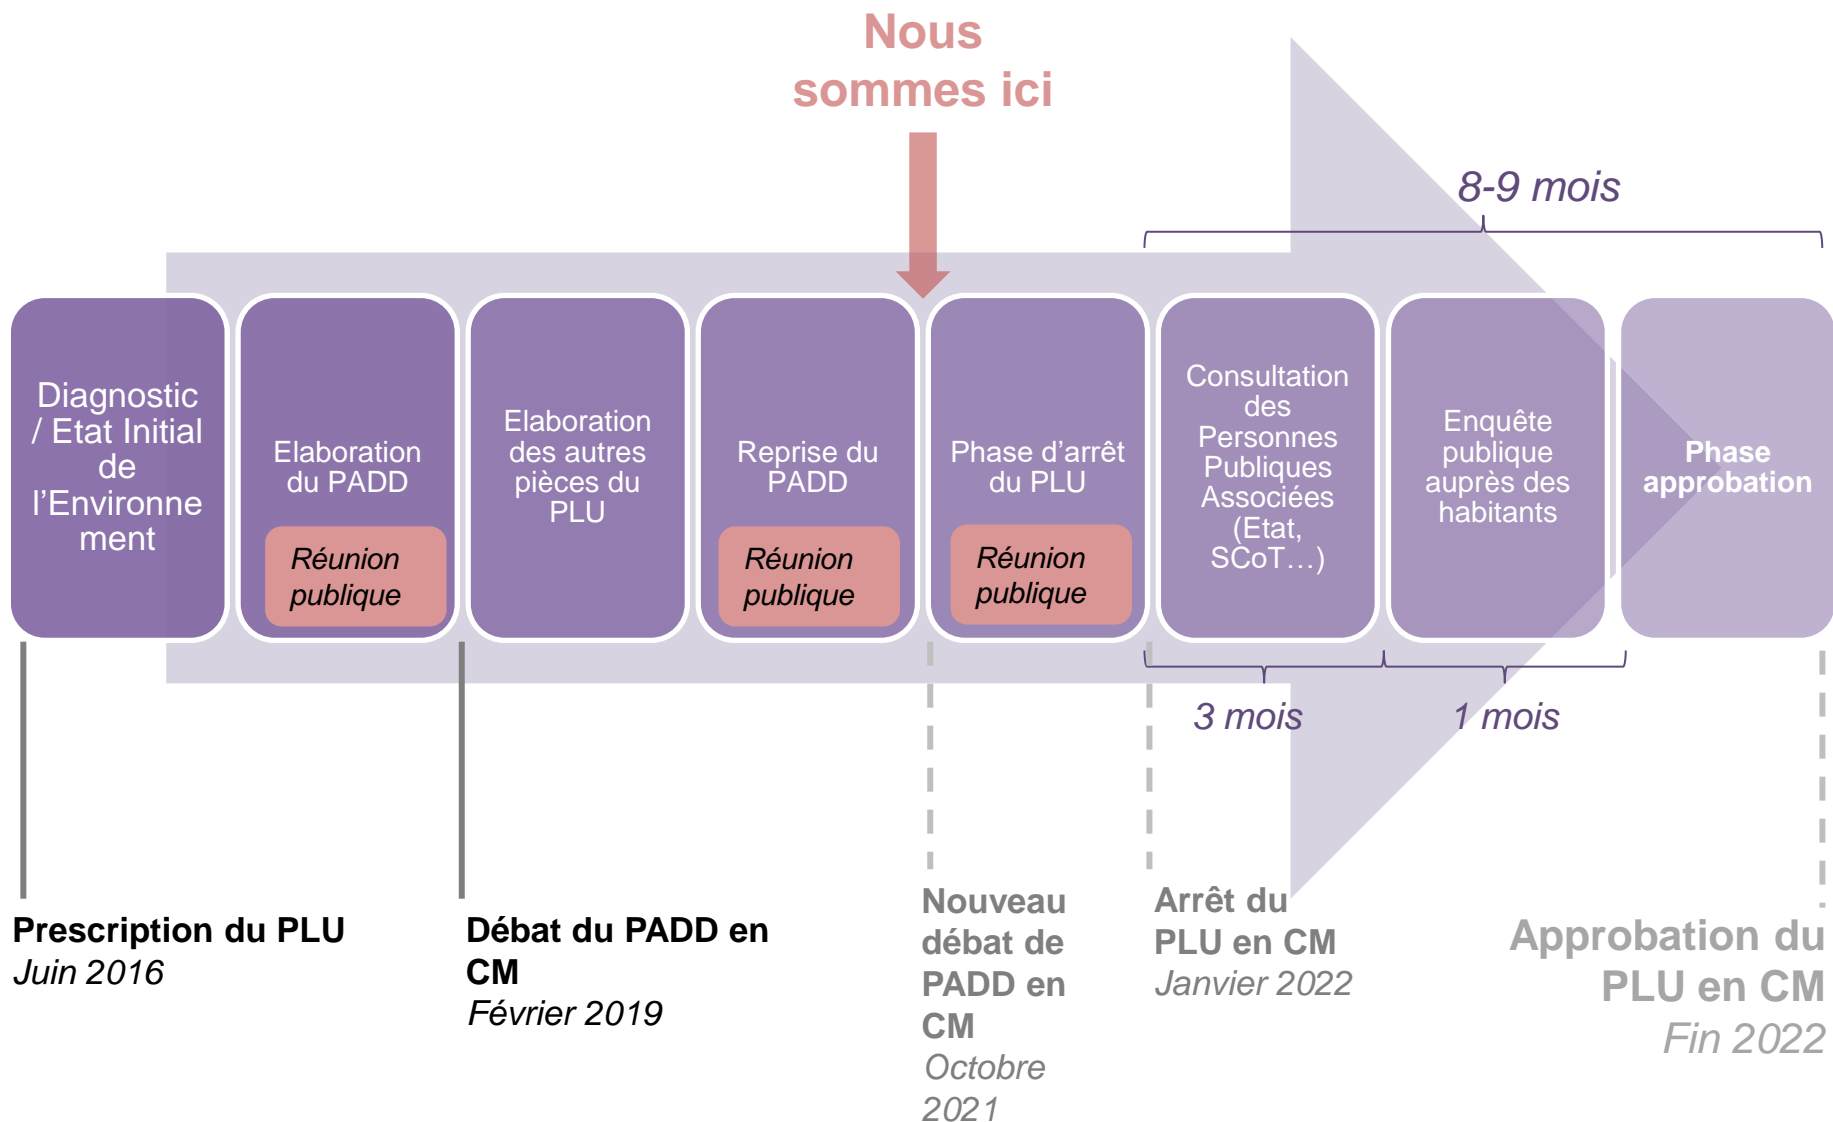 Nous
sommes ici
8-9 mois
Diagnostic
/ Etat Initial
de
l’Environne
ment
Elaboration
du PADD
Réunion
publique
Elaboration
des autres
pièces du
PLU
Reprise du
PADD
Réunion
publique
Phase d’arrêt
du PLU
Réunion
publique
Consultation
des
Personnes
Publiques
Associées
(Etat,
SCoT…)
Enquête
publique
auprès des
habitants
Phase
approbation
3 mois
1 mois
Prescription du PLU
Juin 2016
Débat du PADD en
CM
Février 2019
Nouveau
débat de
PADD en
CM
Octobre
2021
Arrêt du
PLU en CM
Janvier 2022
Approbation du
PLU en CM
Fin 2022